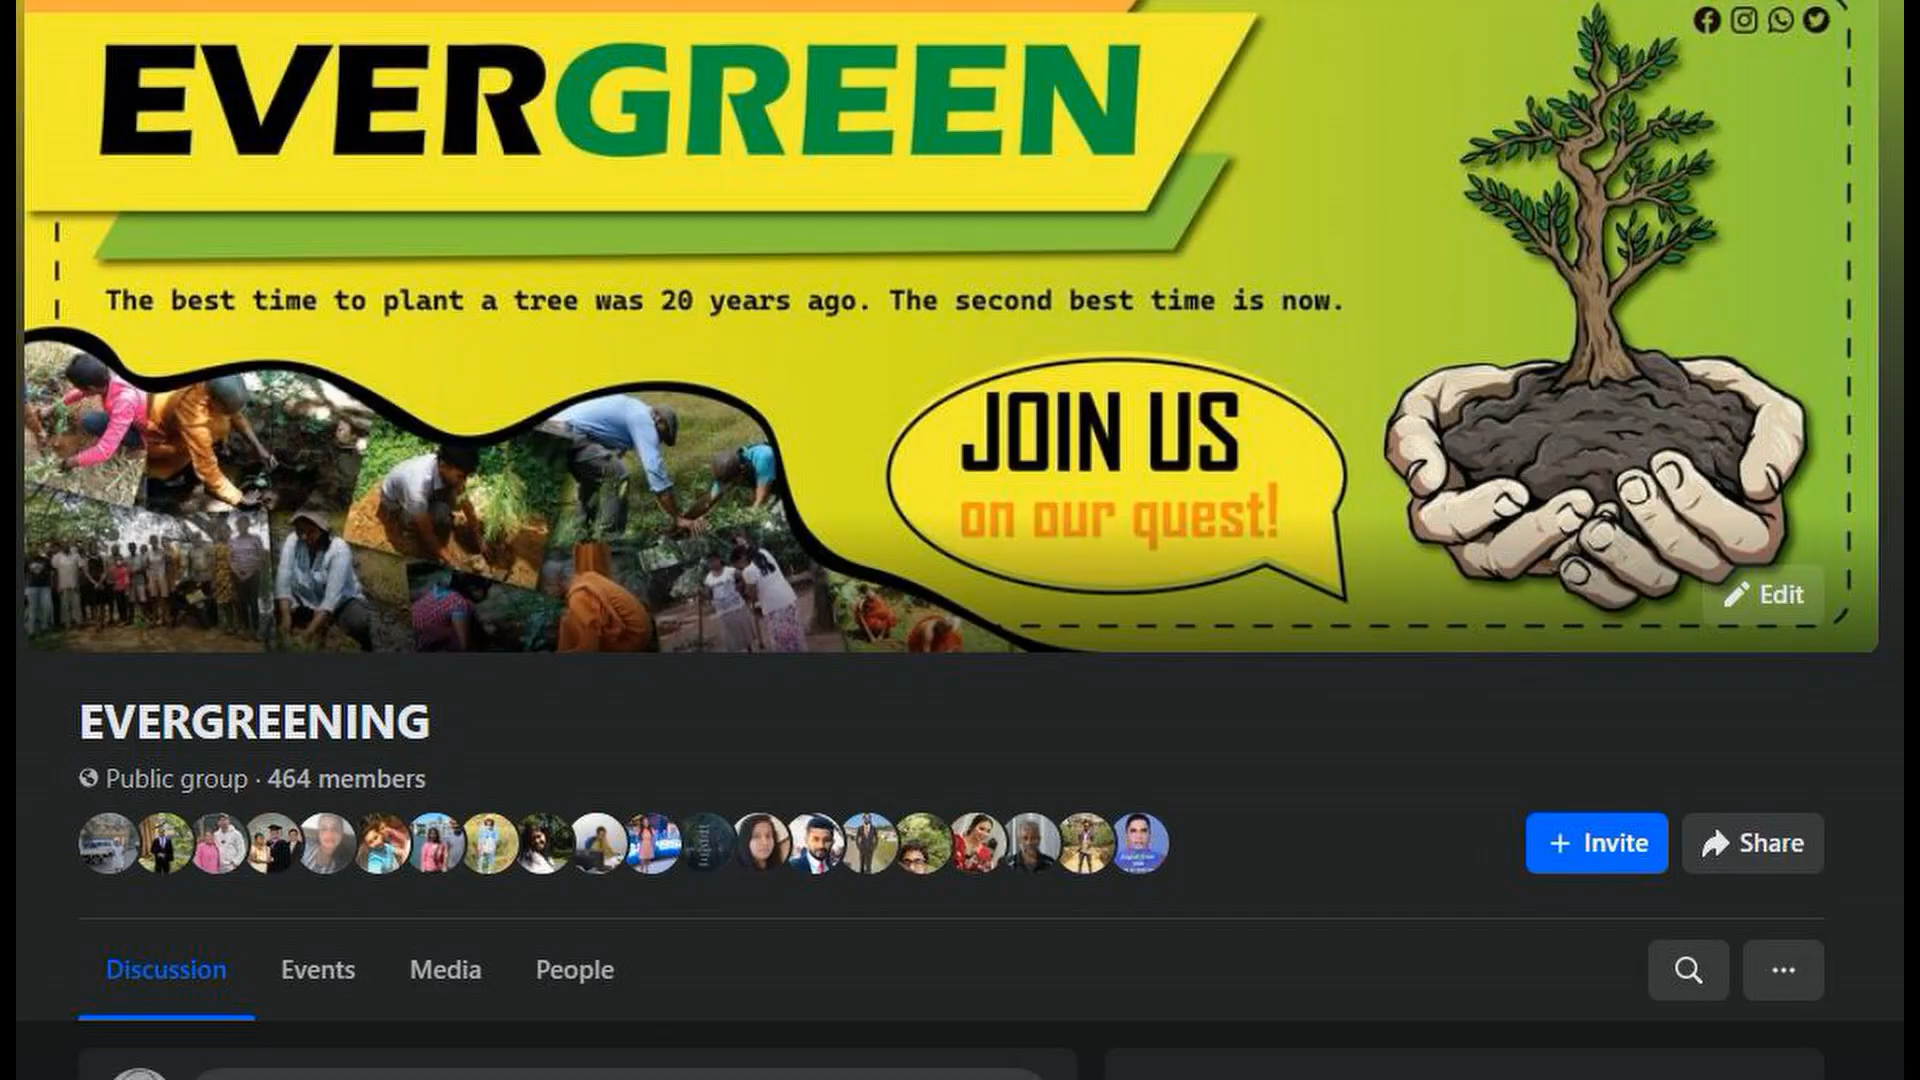 EVERGREEN
The best time to plant a tree was 20 years ago. The second best time is now.
JOIN US
on our quest!
Edit
EVERGREENING
Public group · 464 members
+ Invite
Share
Discussion
Events
Media
People